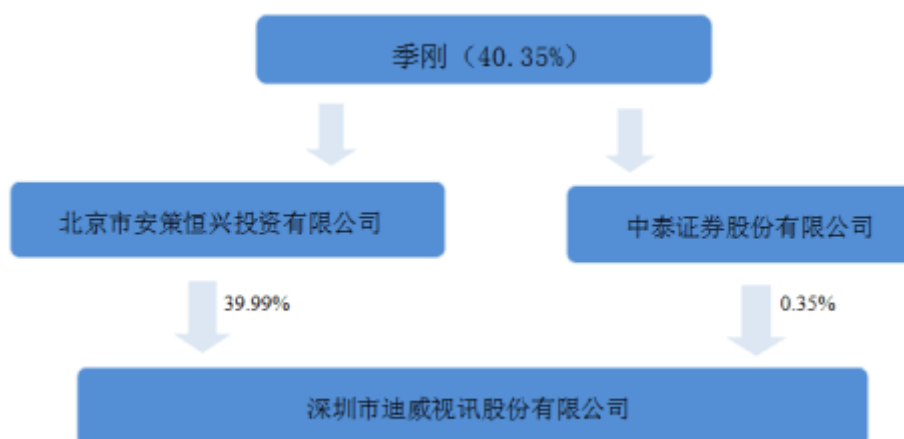 季刚（40.35%）
北京市安策恒兴投资有限公司
中泰证券股份有限公司
39.99%
0.35%
深圳市迪威视讯股份有限公司